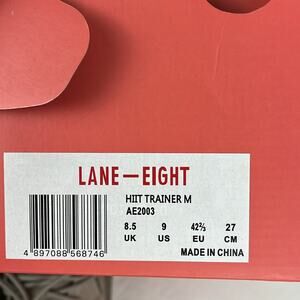 LANE—EIGHT
HIIT TRAINER M
AE2003
8.5 9 42⅔ 27
UK US EU CM
4 897088 568746
MADE IN CHINA